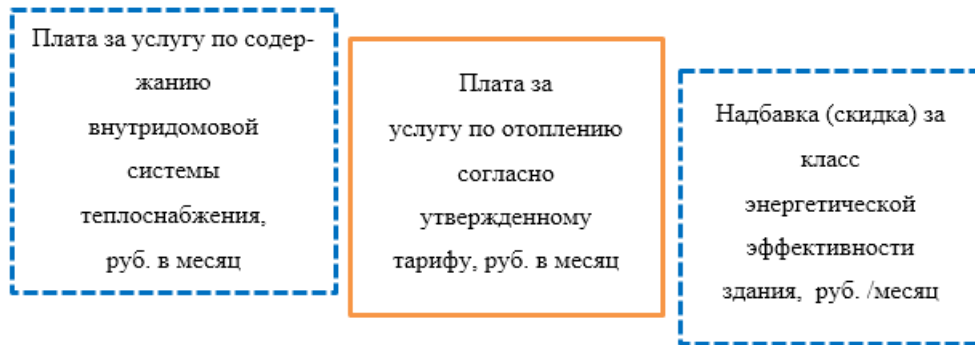 Плата за услугу по содер-
жанию
внутридомовой
системы
теплоснабжения,
руб. в месяц
Плата за
услугу по отоплению
согласно
утвержденному
тарифу, руб. в месяц
Надбавка (скидка) за
класс
энергетической
эффективности
здания, руб. /месяц